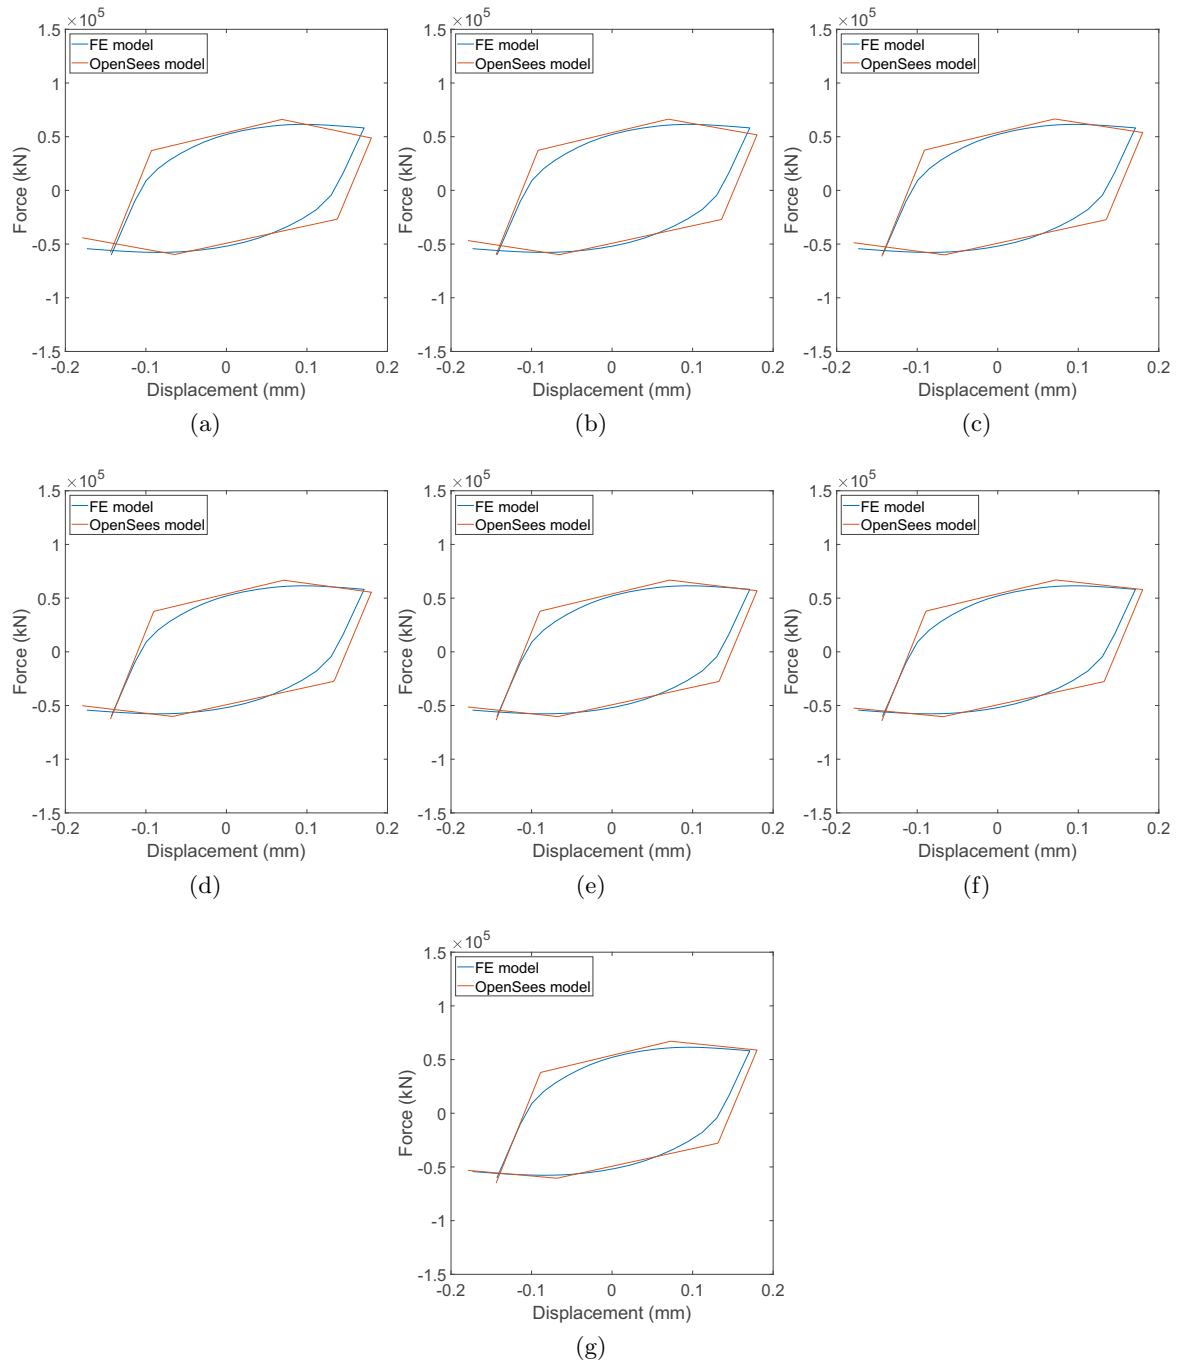 ×10^5 ×10^5 ×10^5
1.5 1.5 1.5
FE model FE model FE model
OpenSees model OpenSees model OpenSees model
1 1 1
0.5 0.5 0.5
0 0 0
-0.5 -0.5 -0.5
-1 -1 -1
-1.5 -1.5 -1.5
Force (kN) Force (kN) Force (kN)
-0.2 -0.1 0 0.1 0.2 -0.2 -0.1 0 0.1 0.2 -0.2 -0.1 0 0.1 0.2
Displacement (mm) Displacement (mm) Displacement (mm)
(a) (b) (c)
×10^5 ×10^5 ×10^5
1.5 1.5 1.5
FE model FE model FE model
OpenSees model OpenSees model OpenSees model
1 1 1
0.5 0.5 0.5
0 0 0
-0.5 -0.5 -0.5
-1 -1 -1
-1.5 -1.5 -1.5
Force (kN) Force (kN) Force (kN)
-0.2 -0.1 0 0.1 0.2 -0.2 -0.1 0 0.1 0.2 -0.2 -0.1 0 0.1 0.2
Displacement (mm) Displacement (mm) Displacement (mm)
(d) (e) (f)
×10^5
1.5
FE model
OpenSees model
1
0.5
0
-0.5
-1
-1.5
Force (kN)
-0.2 -0.1 0 0.1 0.2
Displacement (mm)
(g)